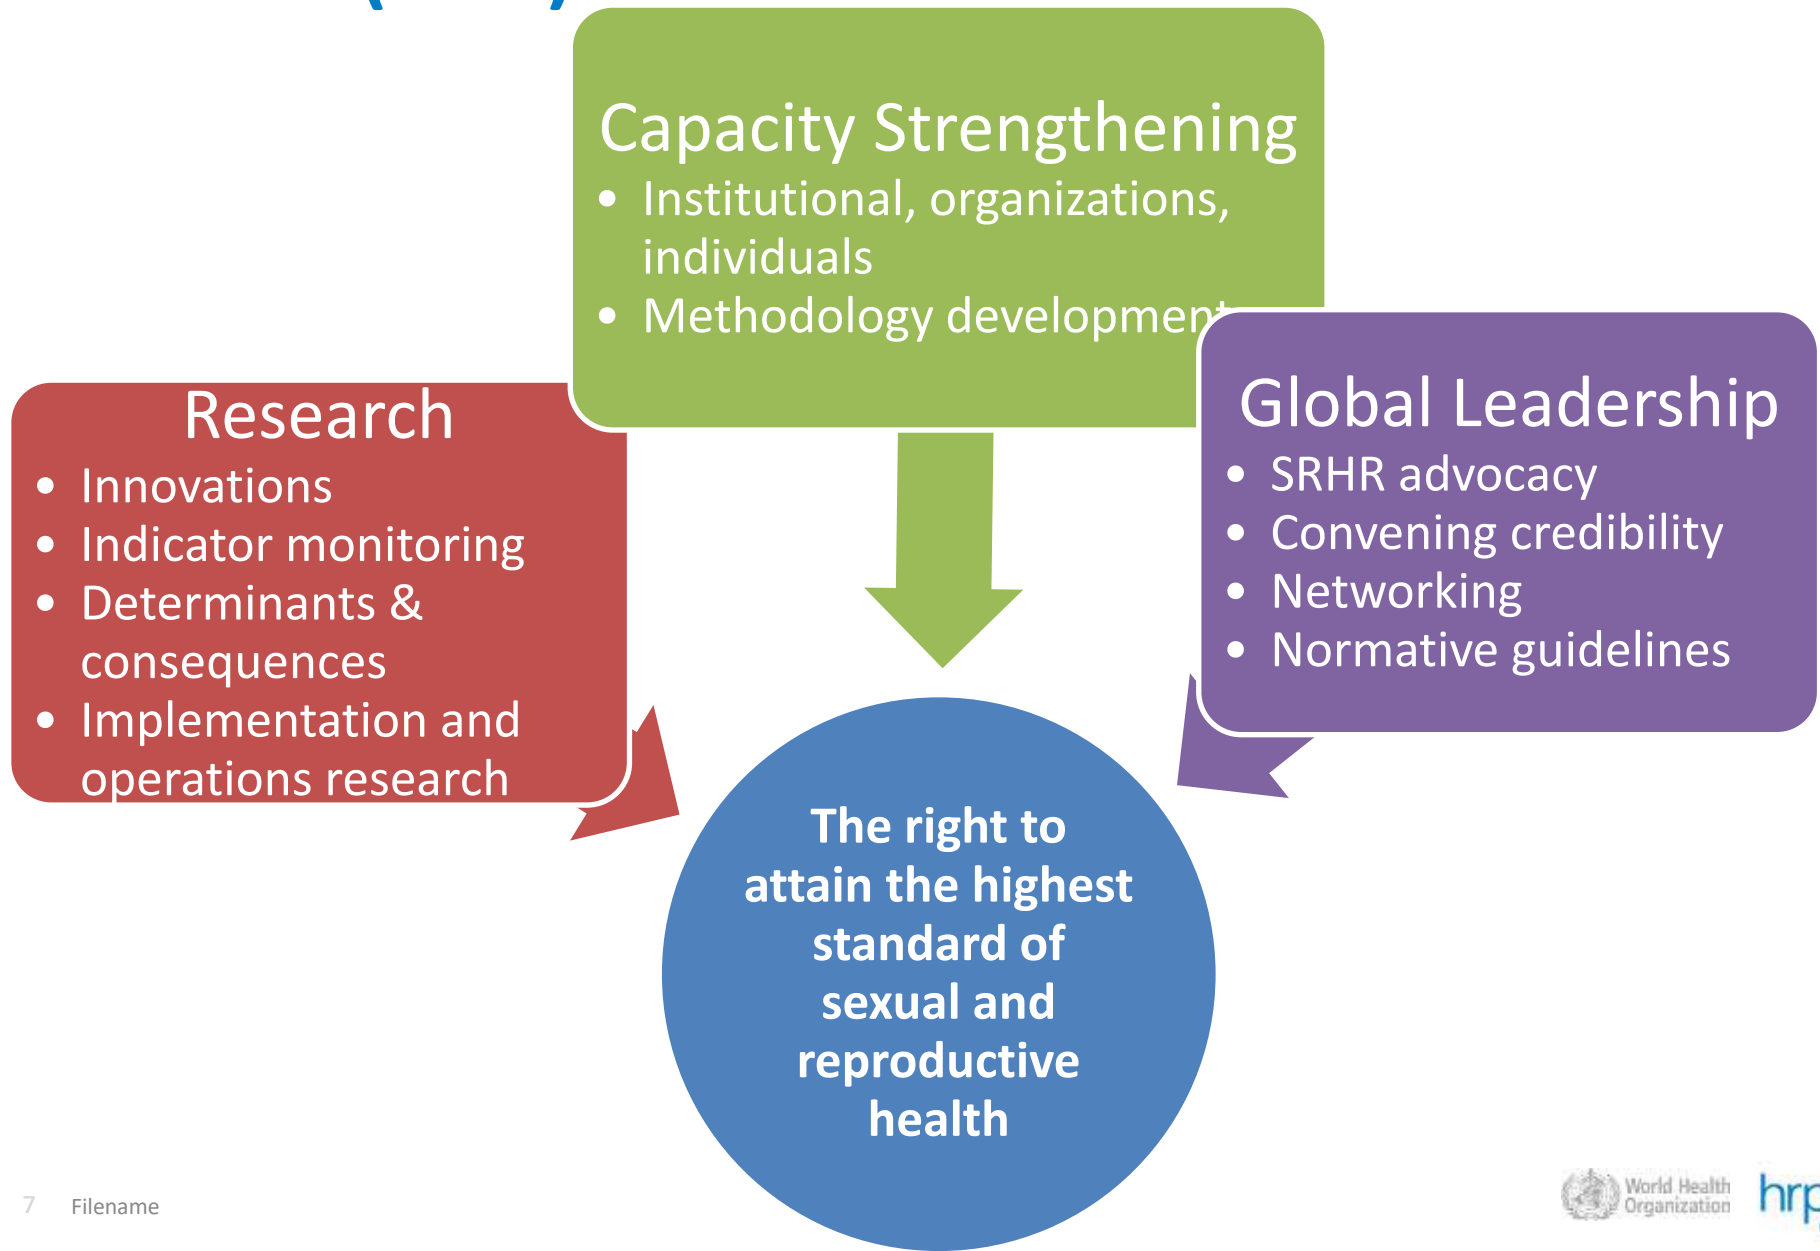 Capacity Strengthening
• Institutional, organizations,
individuals
• Methodology development
Research
• Innovations
• Indicator monitoring
• Determinants &
consequences
• Implementation and
operations research
Global Leadership
• SRHR advocacy
• Convening credibility
• Networking
• Normative guidelines
The right to
attain the highest
standard of
sexual and
reproductive
health
7 Filename
World Health
Organization
hrp